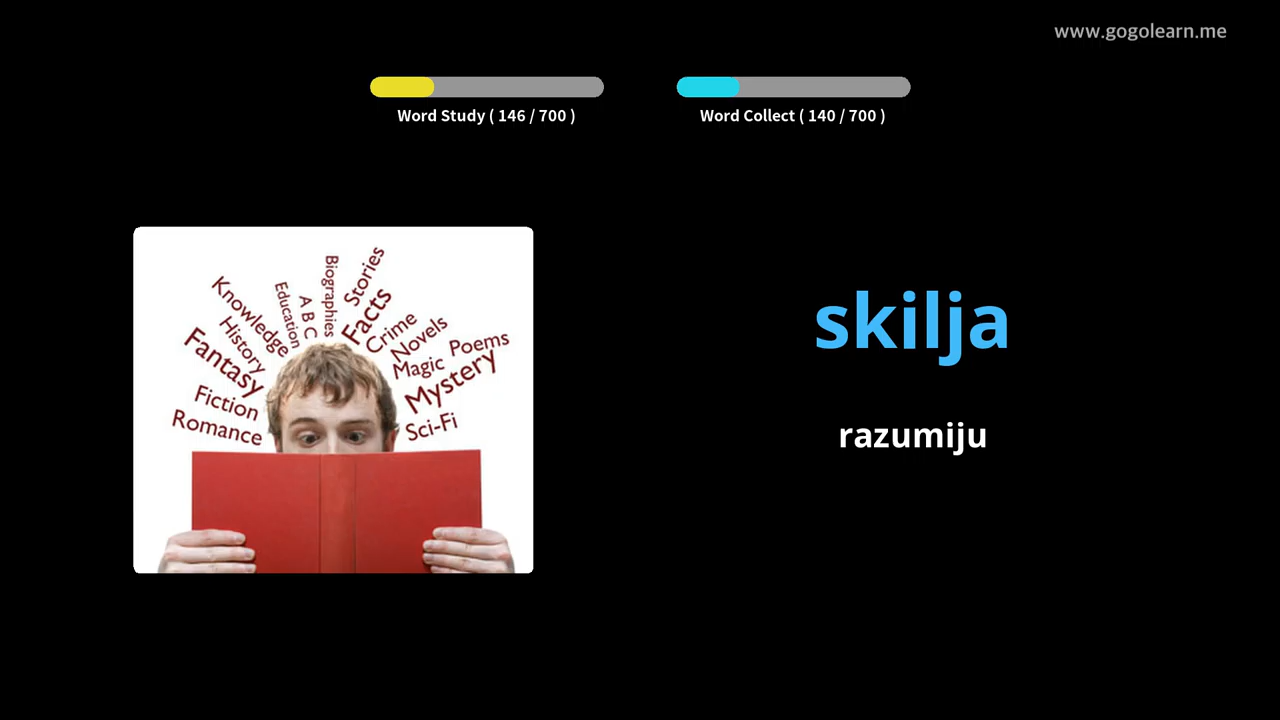 www.gogolearn.me
Word Study ( 146 / 700 )
Word Collect ( 140 / 700 )
Stories
Biographies
Education
A B C
Facts
Knowledge
Crime
History
Novels
Poems
Fantasy
Magic
Mystery
Fiction
Romance
Sci-Fi
skilja
razumiju